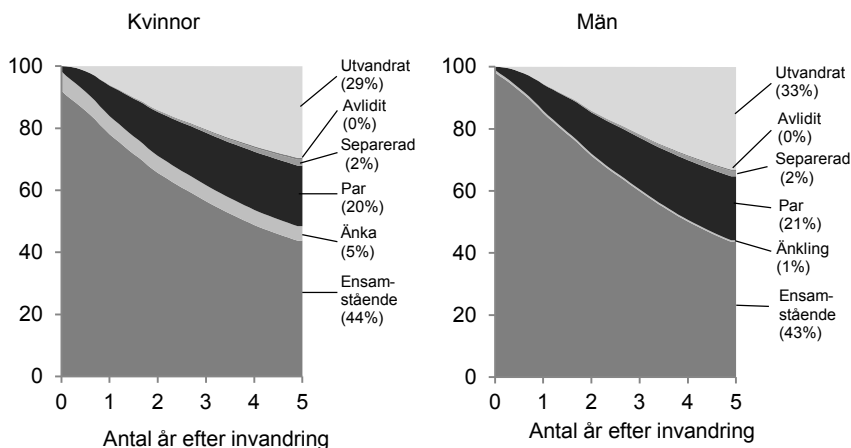 Kvinnor
100
80
60
40
20
0
0 1 2 3 4 5
Antal år efter invandring
Utvandrat
(29%)
Avlidit
(0%)
Separerad
(2%)
Par
(20%)
Änka
(5%)
Ensam-
stående
(44%)
Män
100
80
60
40
20
0
0 1 2 3 4 5
Antal år efter invandring
Utvandrat
(33%)
Avlidit
(0%)
Separerad
(2%)
Par
(21%)
Änkling
(1%)
Ensam-
stående
(43%)